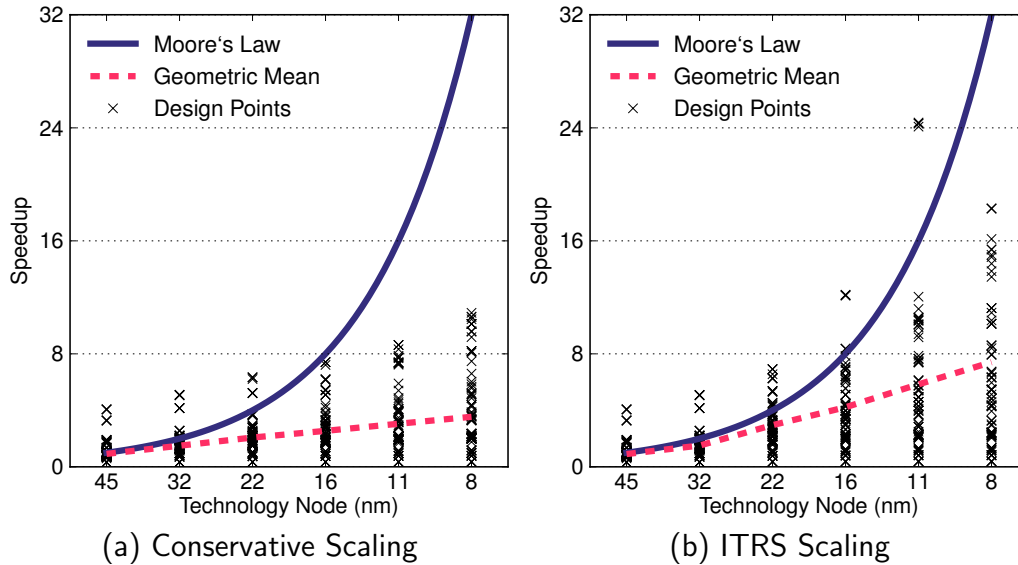 32
24
16
8
0
Speedup
Moore‘s Law
Geometric Mean
Design Points
45 32 22 16 11 8
Technology Node (nm)
(a) Conservative Scaling
32
24
16
8
0
Speedup
Moore‘s Law
Geometric Mean
Design Points
45 32 22 16 11 8
Technology Node (nm)
(b) ITRS Scaling